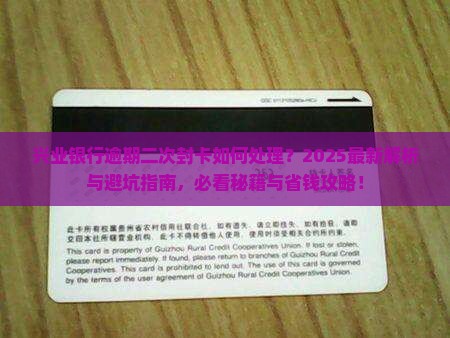 兴业银行逾期二次封卡如何处理？2025最新解析
与避坑指南，必看秘籍与省钱攻略！
此卡所有权属贵州省农村信用社联合社。如有遗失，请立即挂失。如有拾获，请即
交回本社所辖营业机构。此卡不得转借他人使用，使用时须受相关章程约束。
This card is property of Guizhou Rural Credit Cooperatives Union. If lost or stolen,
please report immediately. If found, please return to branches of Guizhou Rural Credit
Cooperatives Union. This card is prohibited to lend out. The use of this card is governed
by the terms of the user agreement of Guizhou Rural Credit Cooperatives Union.